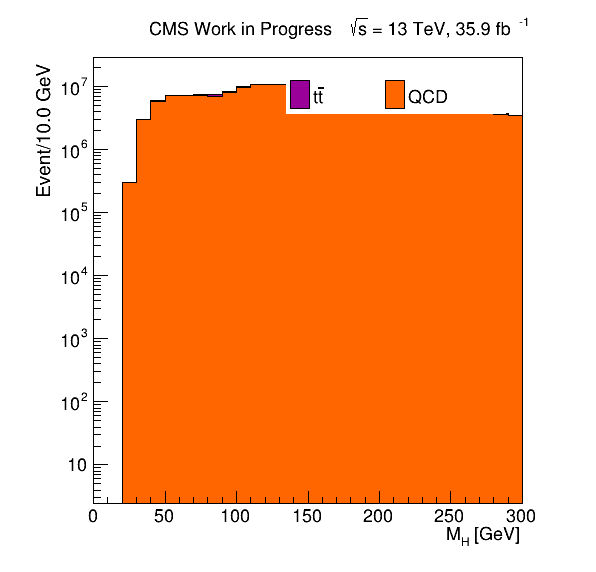 CMS Work in Progress √s = 13 TeV, 35.9 fb⁻¹
Event/10.0 GeV
10⁷
10⁶
10⁵
10⁴
10³
10²
10
tt̄ QCD
0 50 100 150 200 250 300
M_H [GeV]